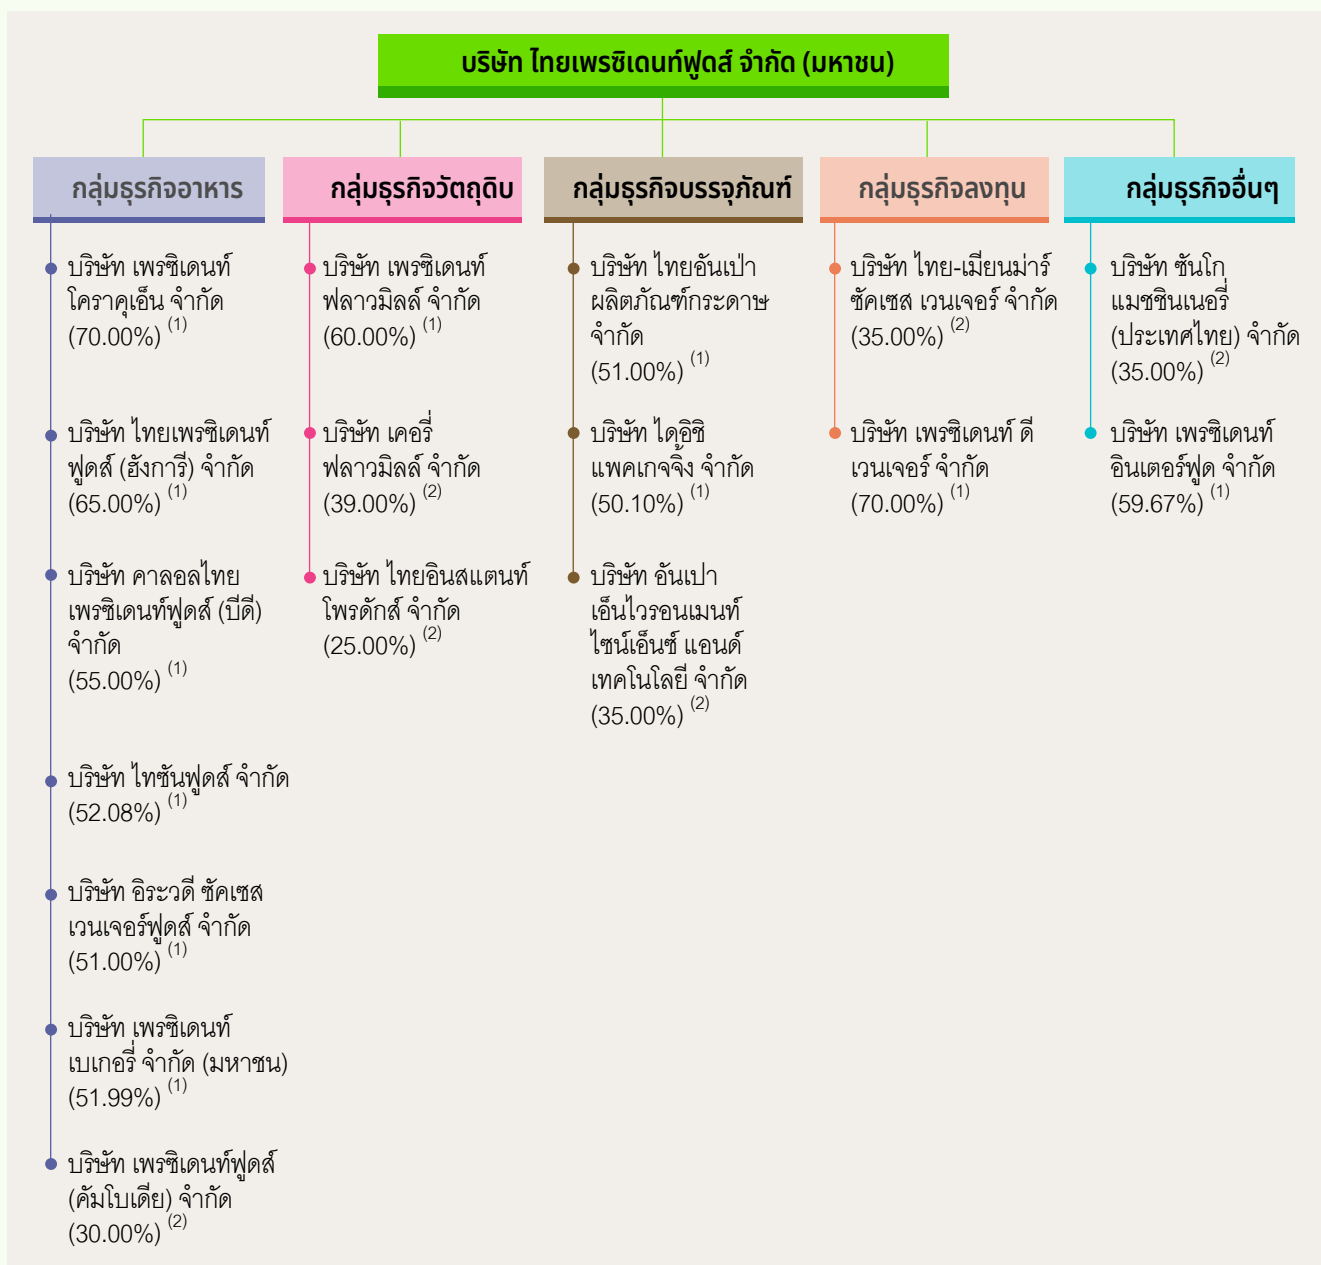 บริษัท ไทยเพรซิเดนท์ฟูดส์ จำกัด (มหาชน)
กลุ่มธุรกิจอาหาร
บริษัท เพรซิเดนท์
โคราคุเอ็น จำกัด
(70.00%) (1)
บริษัท ไทยเพรซิเดนท์
ฟูดส์ (ฮังการี) จำกัด
(65.00%) (1)
บริษัท คาลอลไทย
เพรซิเดนท์ฟูดส์ (บีดี)
จำกัด
(55.00%) (1)
บริษัท ไทซันฟูดส์ จำกัด
(52.08%) (1)
บริษัท อิระวดี ซัคเซส
เวนเจอร์ฟูดส์ จำกัด
(51.00%) (1)
บริษัท เพรซิเดนท์
เบเกอรี่ จำกัด (มหาชน)
(51.99%) (1)
บริษัท เพรซิเดนท์ฟูดส์
(คัมโบเดีย) จำกัด
(30.00%) (2)
กลุ่มธุรกิจวัตถุดิบ
บริษัท เพรซิเดนท์
ฟลาวมิลล์ จำกัด
(60.00%) (1)
บริษัท เคอรี่
ฟลาวมิลล์ จำกัด
(39.00%) (2)
บริษัท ไทยอินสแตนท์
โพรดักส์ จำกัด
(25.00%) (2)
กลุ่มธุรกิจบรรจุภัณฑ์
บริษัท ไทยอันเป่า
ผลิตภัณฑ์กระดาษ
จำกัด
(51.00%) (1)
บริษัท ไดอิชิ
แพคเกจจิ้ง จำกัด
(50.10%) (1)
บริษัท อันเปา
เอ็นไวรอนเมนท์
ไซน์เอ็นซ์ แอนด์
เทคโนโลยี จำกัด
(35.00%) (2)
กลุ่มธุรกิจลงทุน
บริษัท ไทย-เมียนม่าร์
ซัคเซส เวนเจอร์ จำกัด
(35.00%) (2)
บริษัท เพรซิเดนท์ ดี
เวนเจอร์ จำกัด
(70.00%) (1)
กลุ่มธุรกิจอื่นๆ
บริษัท ซันโก
แมชชินเนอรี่
(ประเทศไทย) จำกัด
(35.00%) (2)
บริษัท เพรซิเดนท์
อินเตอร์ฟูด จำกัด
(59.67%) (1)